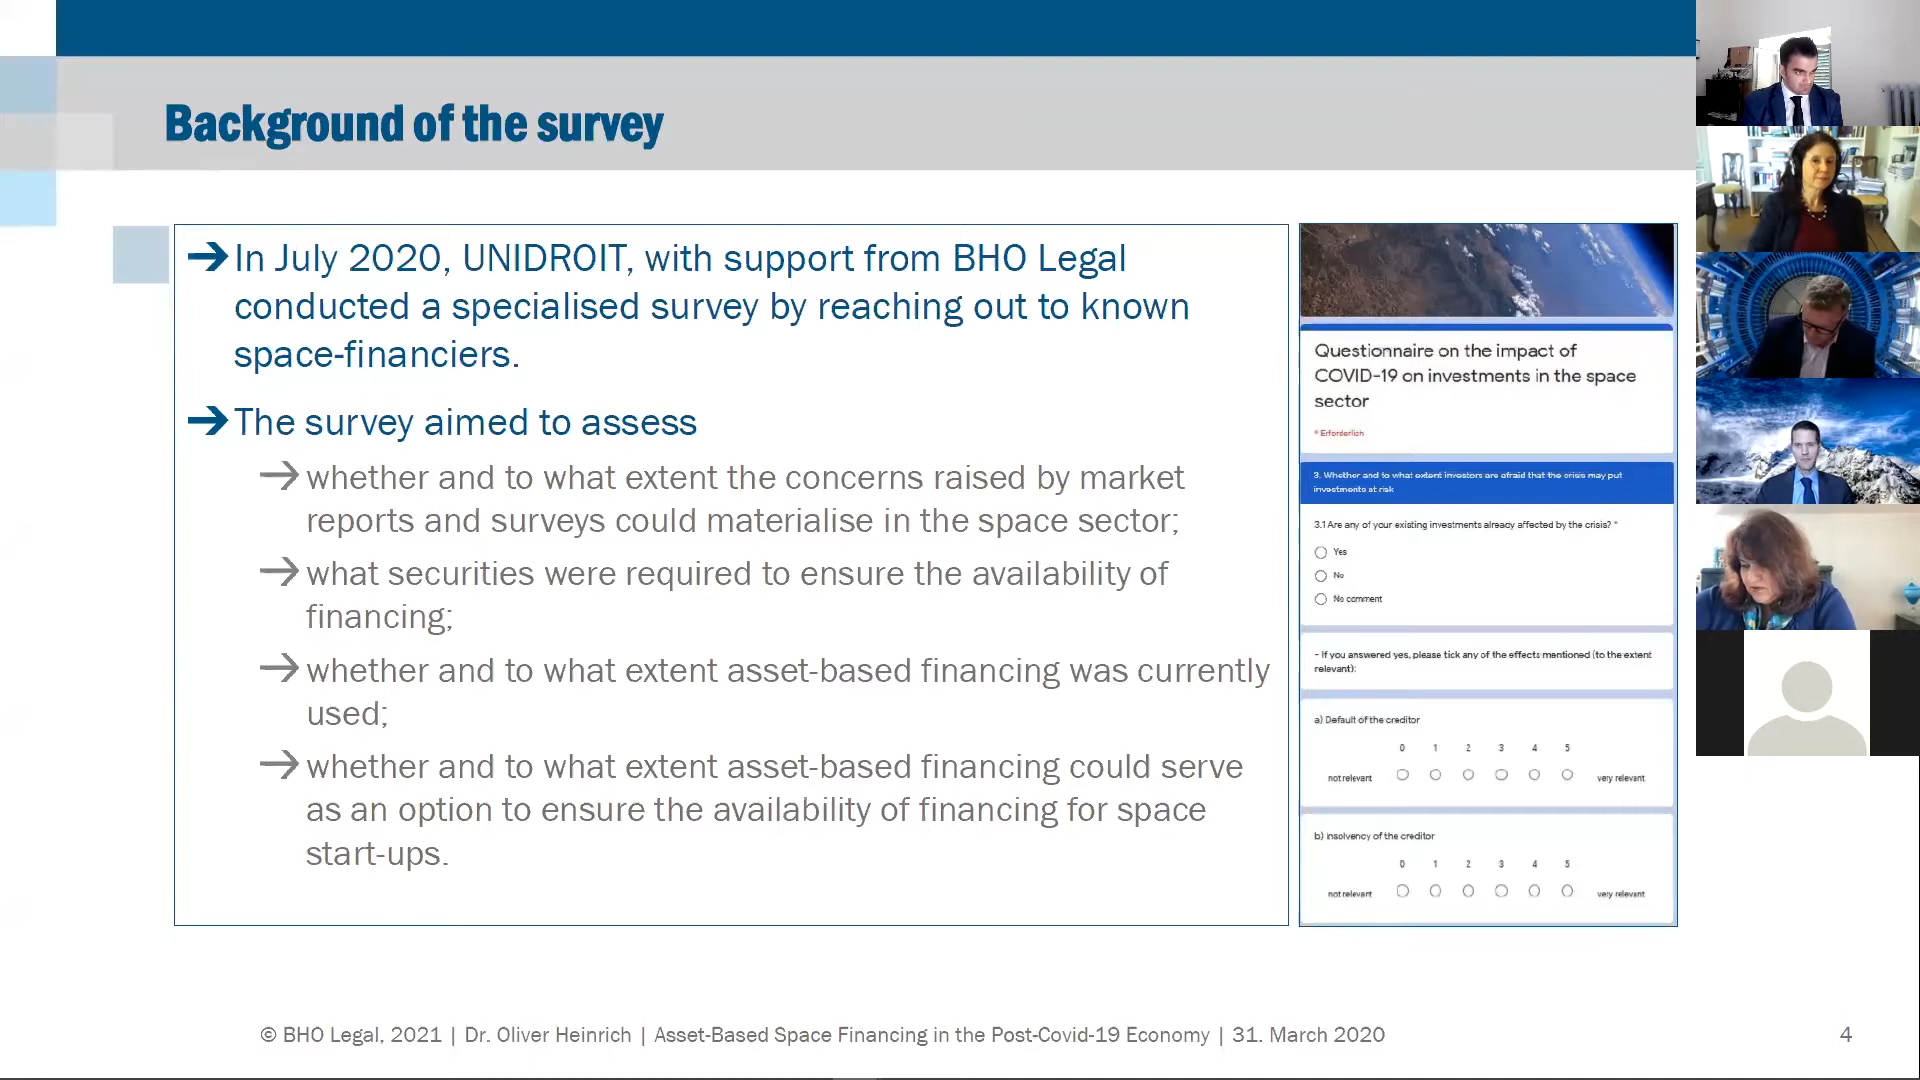 Background of the survey
In July 2020, UNIDROIT, with support from BHO Legal
conducted a specialised survey by reaching out to known
space-financiers.
The survey aimed to assess
whether and to what extent the concerns raised by market
reports and surveys could materialise in the space sector;
what securities were required to ensure the availability of
financing;
whether and to what extent asset-based financing was currently
used;
whether and to what extent asset-based financing could serve
as an option to ensure the availability of financing for space
start-ups.
Questionnaire on the impact of
COVID-19 on investments in the space
sector
* Erforderlich
3. Whether and to what extent investors are afraid that the crisis may put
investments at risk
3.1 Are any of your existing investments already affected by the crisis? *
Yes
No
No comment
- If you answered yes, please tick any of the effects mentioned (to the extent
relevant):
a) Default of the creditor
0 1 2 3 4 5
not relevant very relevant
b) Insolvency of the creditor
0 1 2 3 4 5
not relevant very relevant
© BHO Legal, 2021 | Dr. Oliver Heinrich | Asset-Based Space Financing in the Post-Covid-19 Economy | 31. March 2020
4